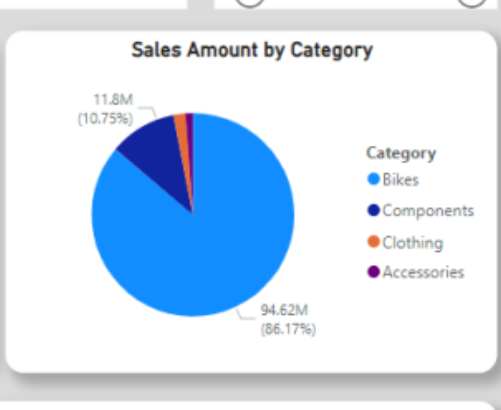 Sales Amount by Category
11.8M
(10.75%)
Category
Bikes
Components
Clothing
Accessories
94.62M
(86.17%)